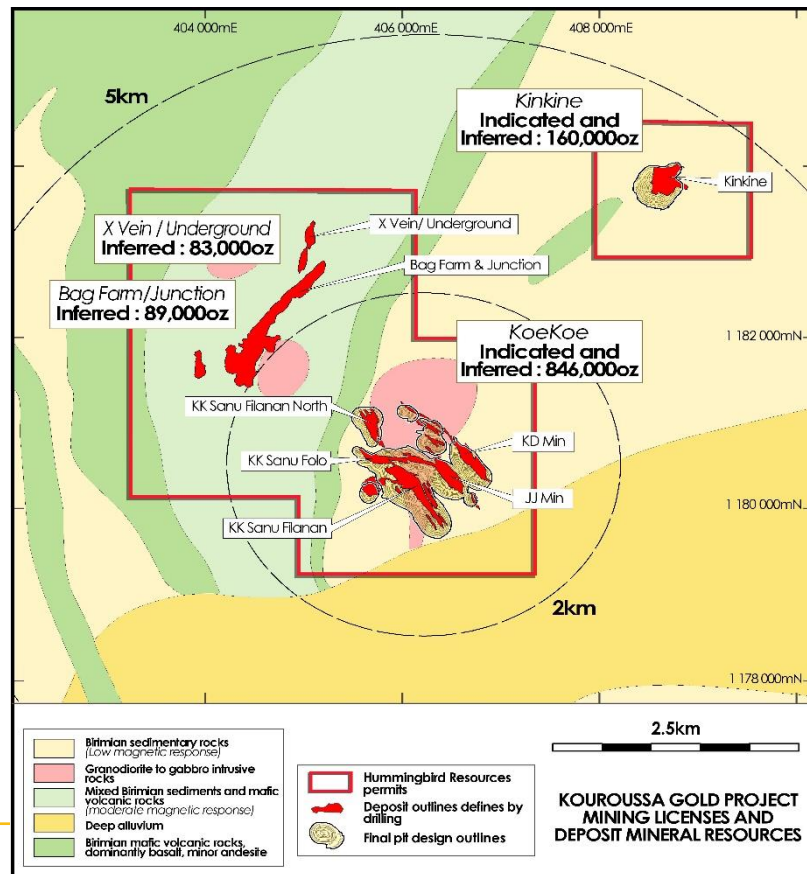 404 000mE
406 000mE
408 000mE
5km
Kinkine
Indicated and
Inferred : 160,000oz
Kinkine
X Vein / Underground
Inferred : 83,000oz
X Vein/ Underground
Bag Farm & Junction
Bag Farm/Junction
Inferred : 89,000oz
KoeKoe
Indicated and
Inferred : 846,000oz
1 182 000mN
KK Sanu Filanan North
KD Min
KK Sanu Folo
JJ Min
KK Sanu Filanan
1 180 000mN
2km
1 178 000mN
Birimian sedimentary rocks
(Low magnetic response)
Granodiorite to gabbro intrusive
rocks
Mixed Birimian sediments and mafic
volcanic rocks
(moderate magnetic response)
Deep alluvium
Birimian mafic volcanic rocks,
dominantly basalt, minor andesite
Hummingbird Resources
permits
Deposit outlines defines by
drilling
Final pit design outlines
2.5km
KOUROUSSA GOLD PROJECT
MINING LICENSES AND
DEPOSIT MINERAL RESOURCES